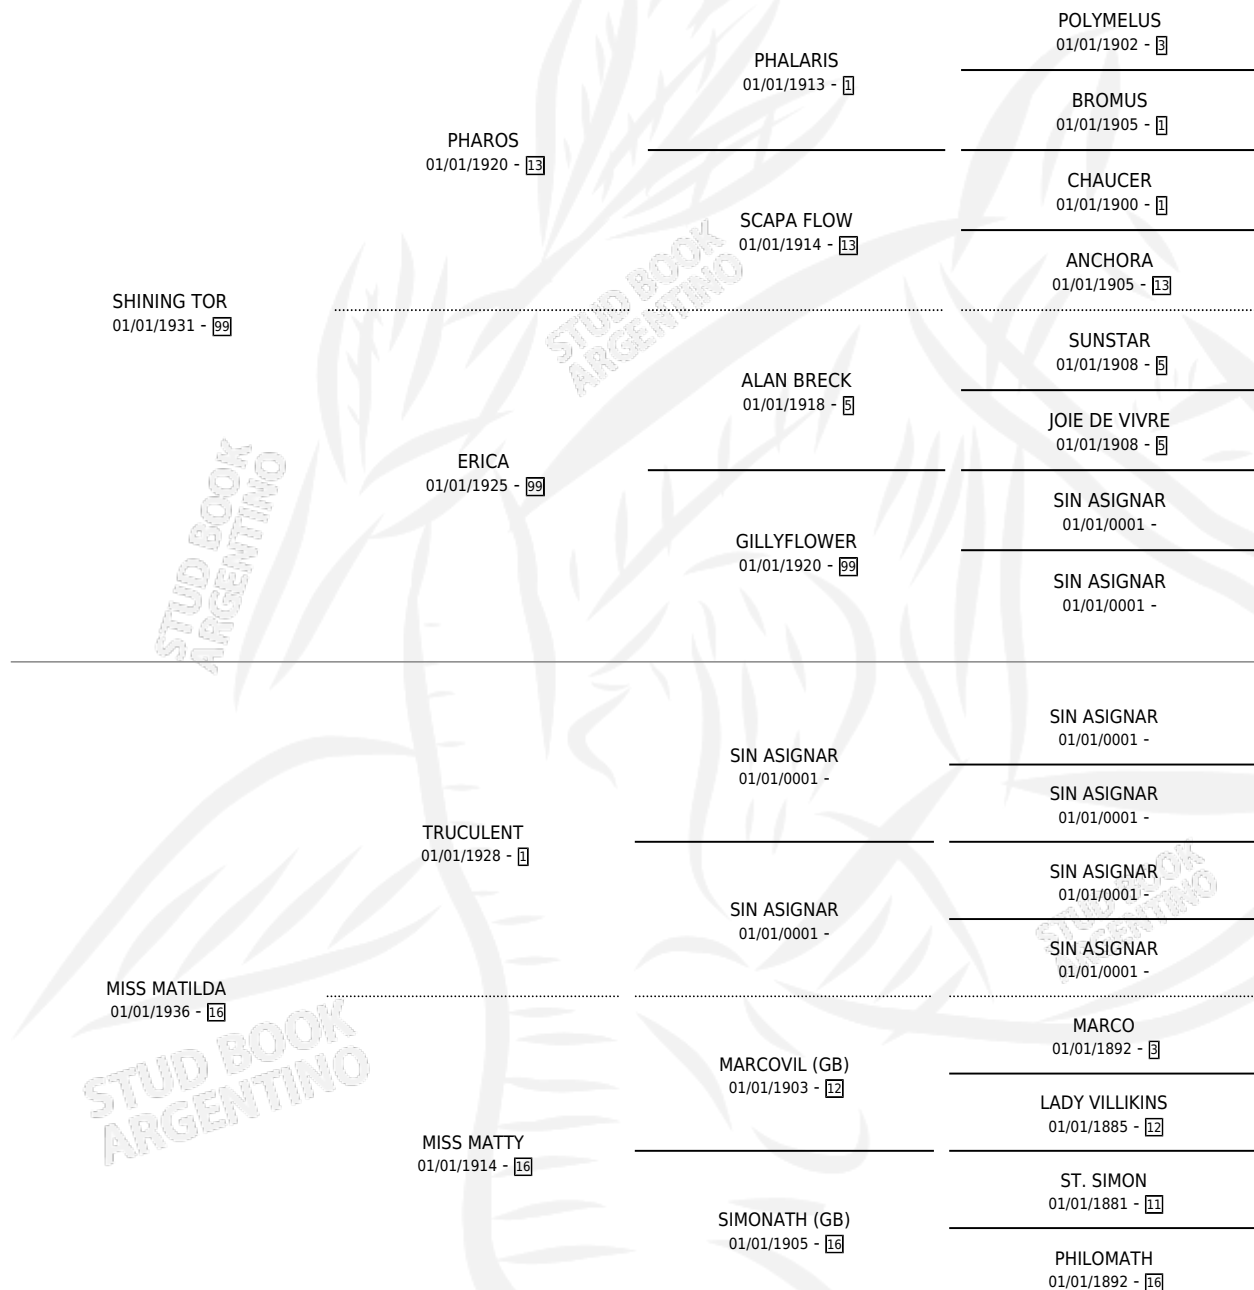 POLYMELUS
01/01/1902 - 3
PHALARIS
01/01/1913 - 1
BROMUS
01/01/1905 - 1
PHAROS
01/01/1920 - 13
CHAUCER
01/01/1900 - 1
SCAPA FLOW
01/01/1914 - 13
ANCHORA
01/01/1905 - 13
SHINING TOR
01/01/1931 - 99
SUNSTAR
01/01/1908 - 5
ALAN BRECK
01/01/1918 - 5
JOIE DE VIVRE
01/01/1908 - 5
ERICA
01/01/1925 - 99
SIN ASIGNAR
01/01/0001 -
GILLYFLOWER
01/01/1920 - 99
SIN ASIGNAR
01/01/0001 -
SIN ASIGNAR
01/01/0001 -
SIN ASIGNAR
01/01/0001 -
SIN ASIGNAR
01/01/0001 -
TRUCULENT
01/01/1928 - 1
SIN ASIGNAR
01/01/0001 -
SIN ASIGNAR
01/01/0001 -
SIN ASIGNAR
01/01/0001 -
MISS MATILDA
01/01/1936 - 16
MARCO
01/01/1892 - 3
MARCOVIL (GB)
01/01/1903 - 12
LADY VILLIKINS
01/01/1885 - 12
MISS MATTY
01/01/1914 - 16
ST. SIMON
01/01/1881 - 11
SIMONATH (GB)
01/01/1905 - 16
PHILOMATH
01/01/1892 - 16
STUD BOOK
ARGENTINO
STUD BOOK
ARGENTINO
STUD BOOK
ARGENTINO
STUD BOOK
ARGENTINO